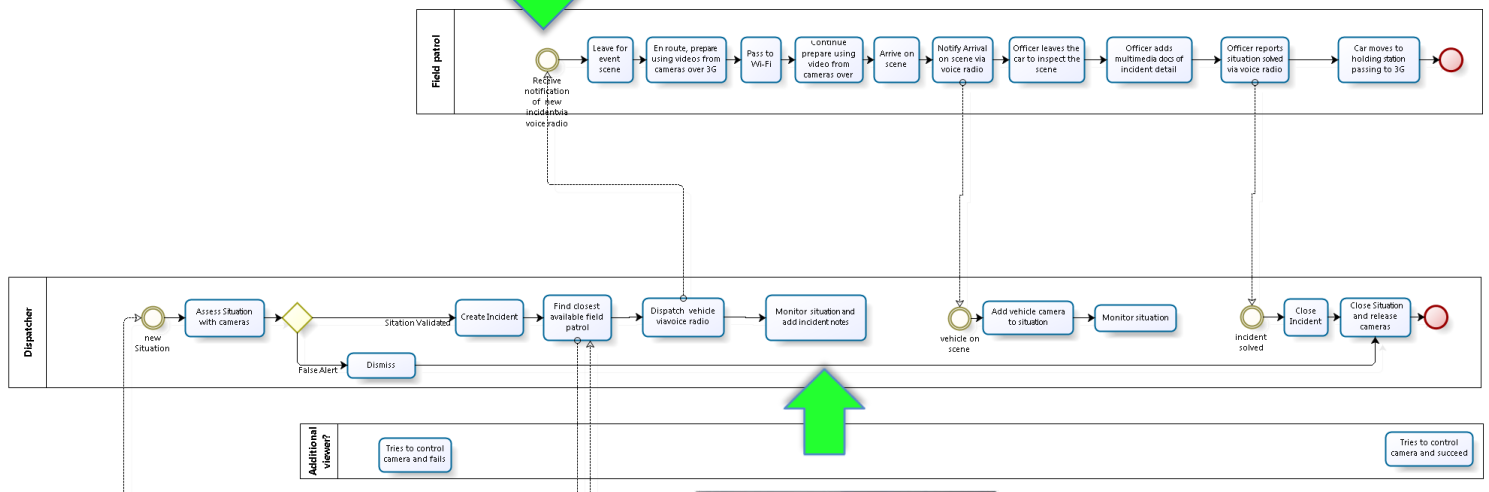 Field patrol
Receive
notification
of new
incidentvia
voice radio
Leave for
event
scene
En route, prepare
using videos from
cameras over 3G
Pass to
Wi-Fi
Continue
prepare using
video from
cameras over
Arrive on
scene
Notify Arrival
on scene via
voice radio
Officer leaves the
car to inspect the
scene
Officer adds
multimedia docs of
incident detail
Officer reports
situation solved
via voice radio
Car moves to
holding station
passing to 3G
Dispatcher
new
Situation
Assess Situation
with cameras
Sitation Validated
False Alert
Dismiss
Create Incident
Find closest
available field
patrol
Dispatch vehicle
viavoice radio
Monitor situation and
add incident notes
vehicle on
scene
Add vehicle camera
to situation
Monitor situation
incident
solved
Close
Incident
Close Situation
and release
cameras
Additional
viewer?
Tries to control
camera and fails
Tries to control
camera and succeed